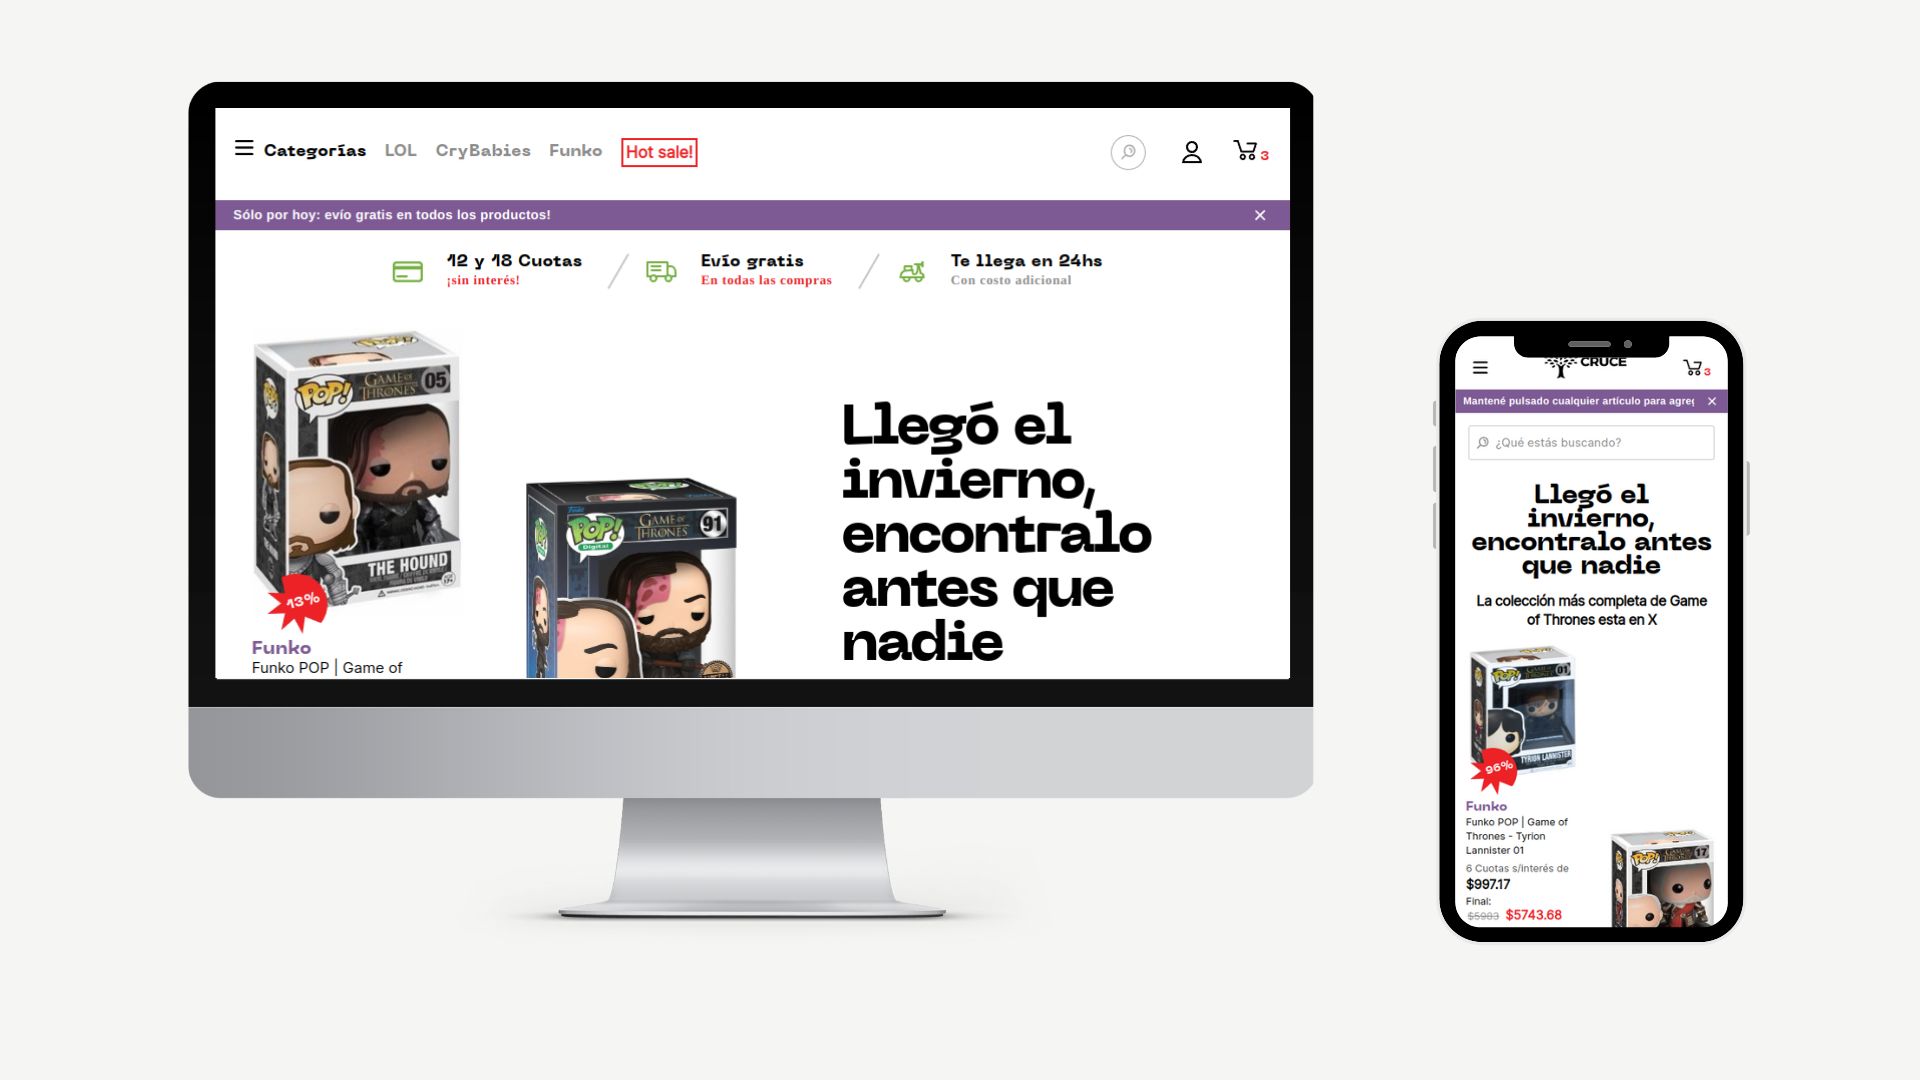 Categorías LOL CryBabies Funko Hot sale! 3
Sólo por hoy: evío gratis en todos los productos!
12 y 18 Cuotas
¡sin interés!
Evío gratis
En todas las compras
Te llega en 24hs
Con costo adicional
POP! GAME OF THRONES 05
THE HOUND
13%
Funko
Funko POP | Game of
Funko
POP! Digital GAME OF THRONES 91
Llegó el
invierno,
encontralo
antes que
nadie
CRUCE
3
Mantené pulsado cualquier artículo para agreg
¿Qué estás buscando?
Llegó el
invierno,
encontralo antes
que nadie
La colección más completa de Game
of Thrones esta en X
POP! GAME OF THRONES 01
TYRION LANNISTER
96%
Funko
Funko POP | Game of
Thrones - Tyrion
Lannister 01
6 Cuotas s/interés de
$997.17
Final:
$5983 $5743.68
POP! GAME OF THRONES 17